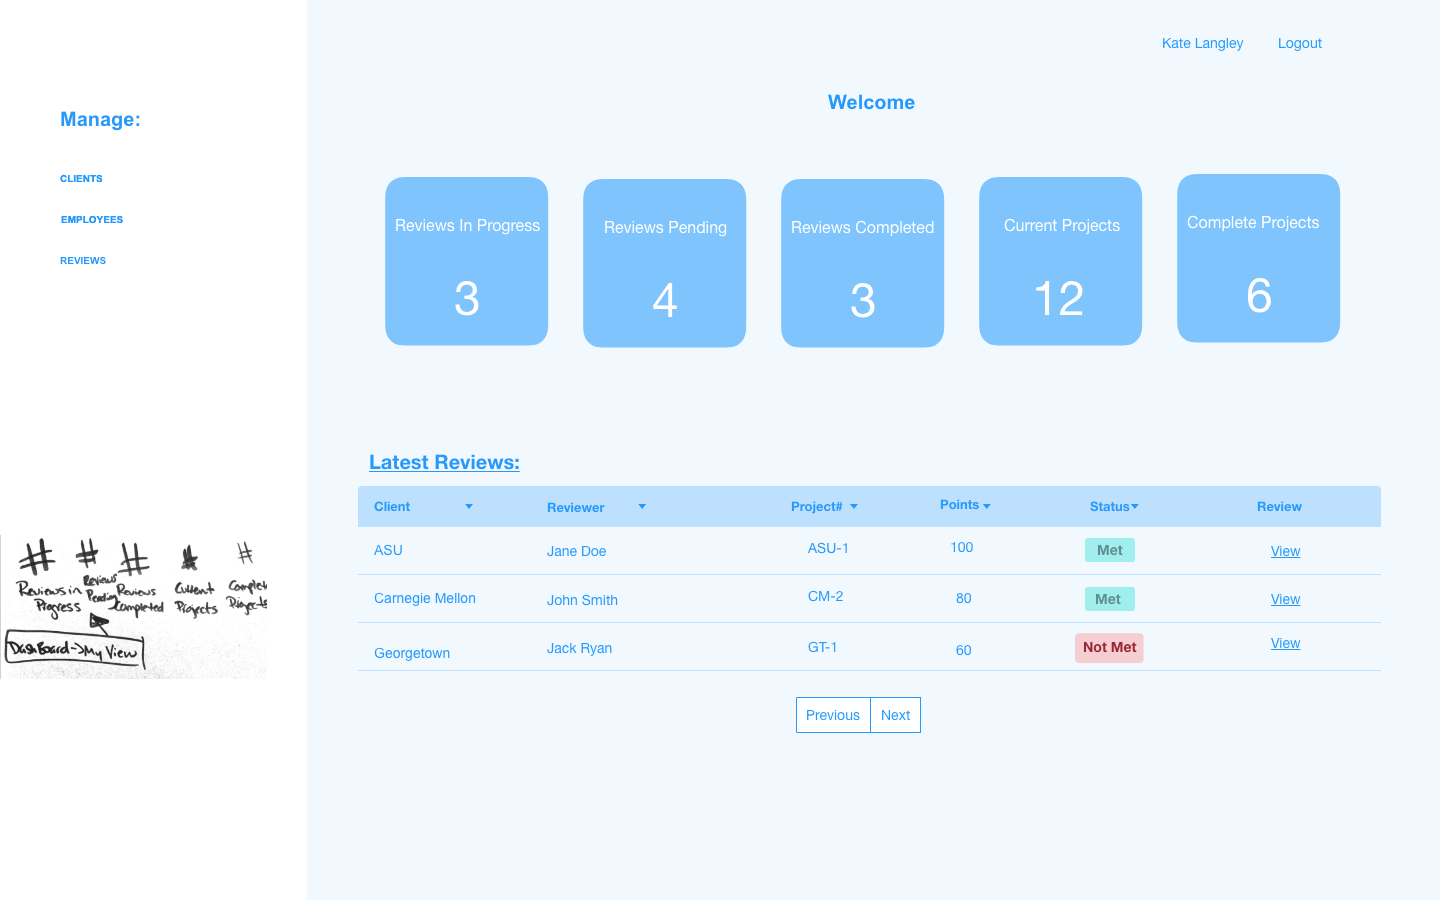 Kate Langley Logout
Welcome
Manage:
CLIENTS
EMPLOYEES
REVIEWS
Reviews In Progress
3
Reviews Pending
4
Reviews Completed
3
Current Projects
12
Complete Projects
6
Latest Reviews:
Client Reviewer Project# Points Status Review
ASU Jane Doe ASU-1 100 Met View
Carnegie Mellon John Smith CM-2 80 Met View
Georgetown Jack Ryan GT-1 60 Not Met View
Previous Next
# # # # #
Reviews in
Progress
Reviews
Pending
Reviews
Completed
Current
Projects
Complet
Projects
DashBoard->My View